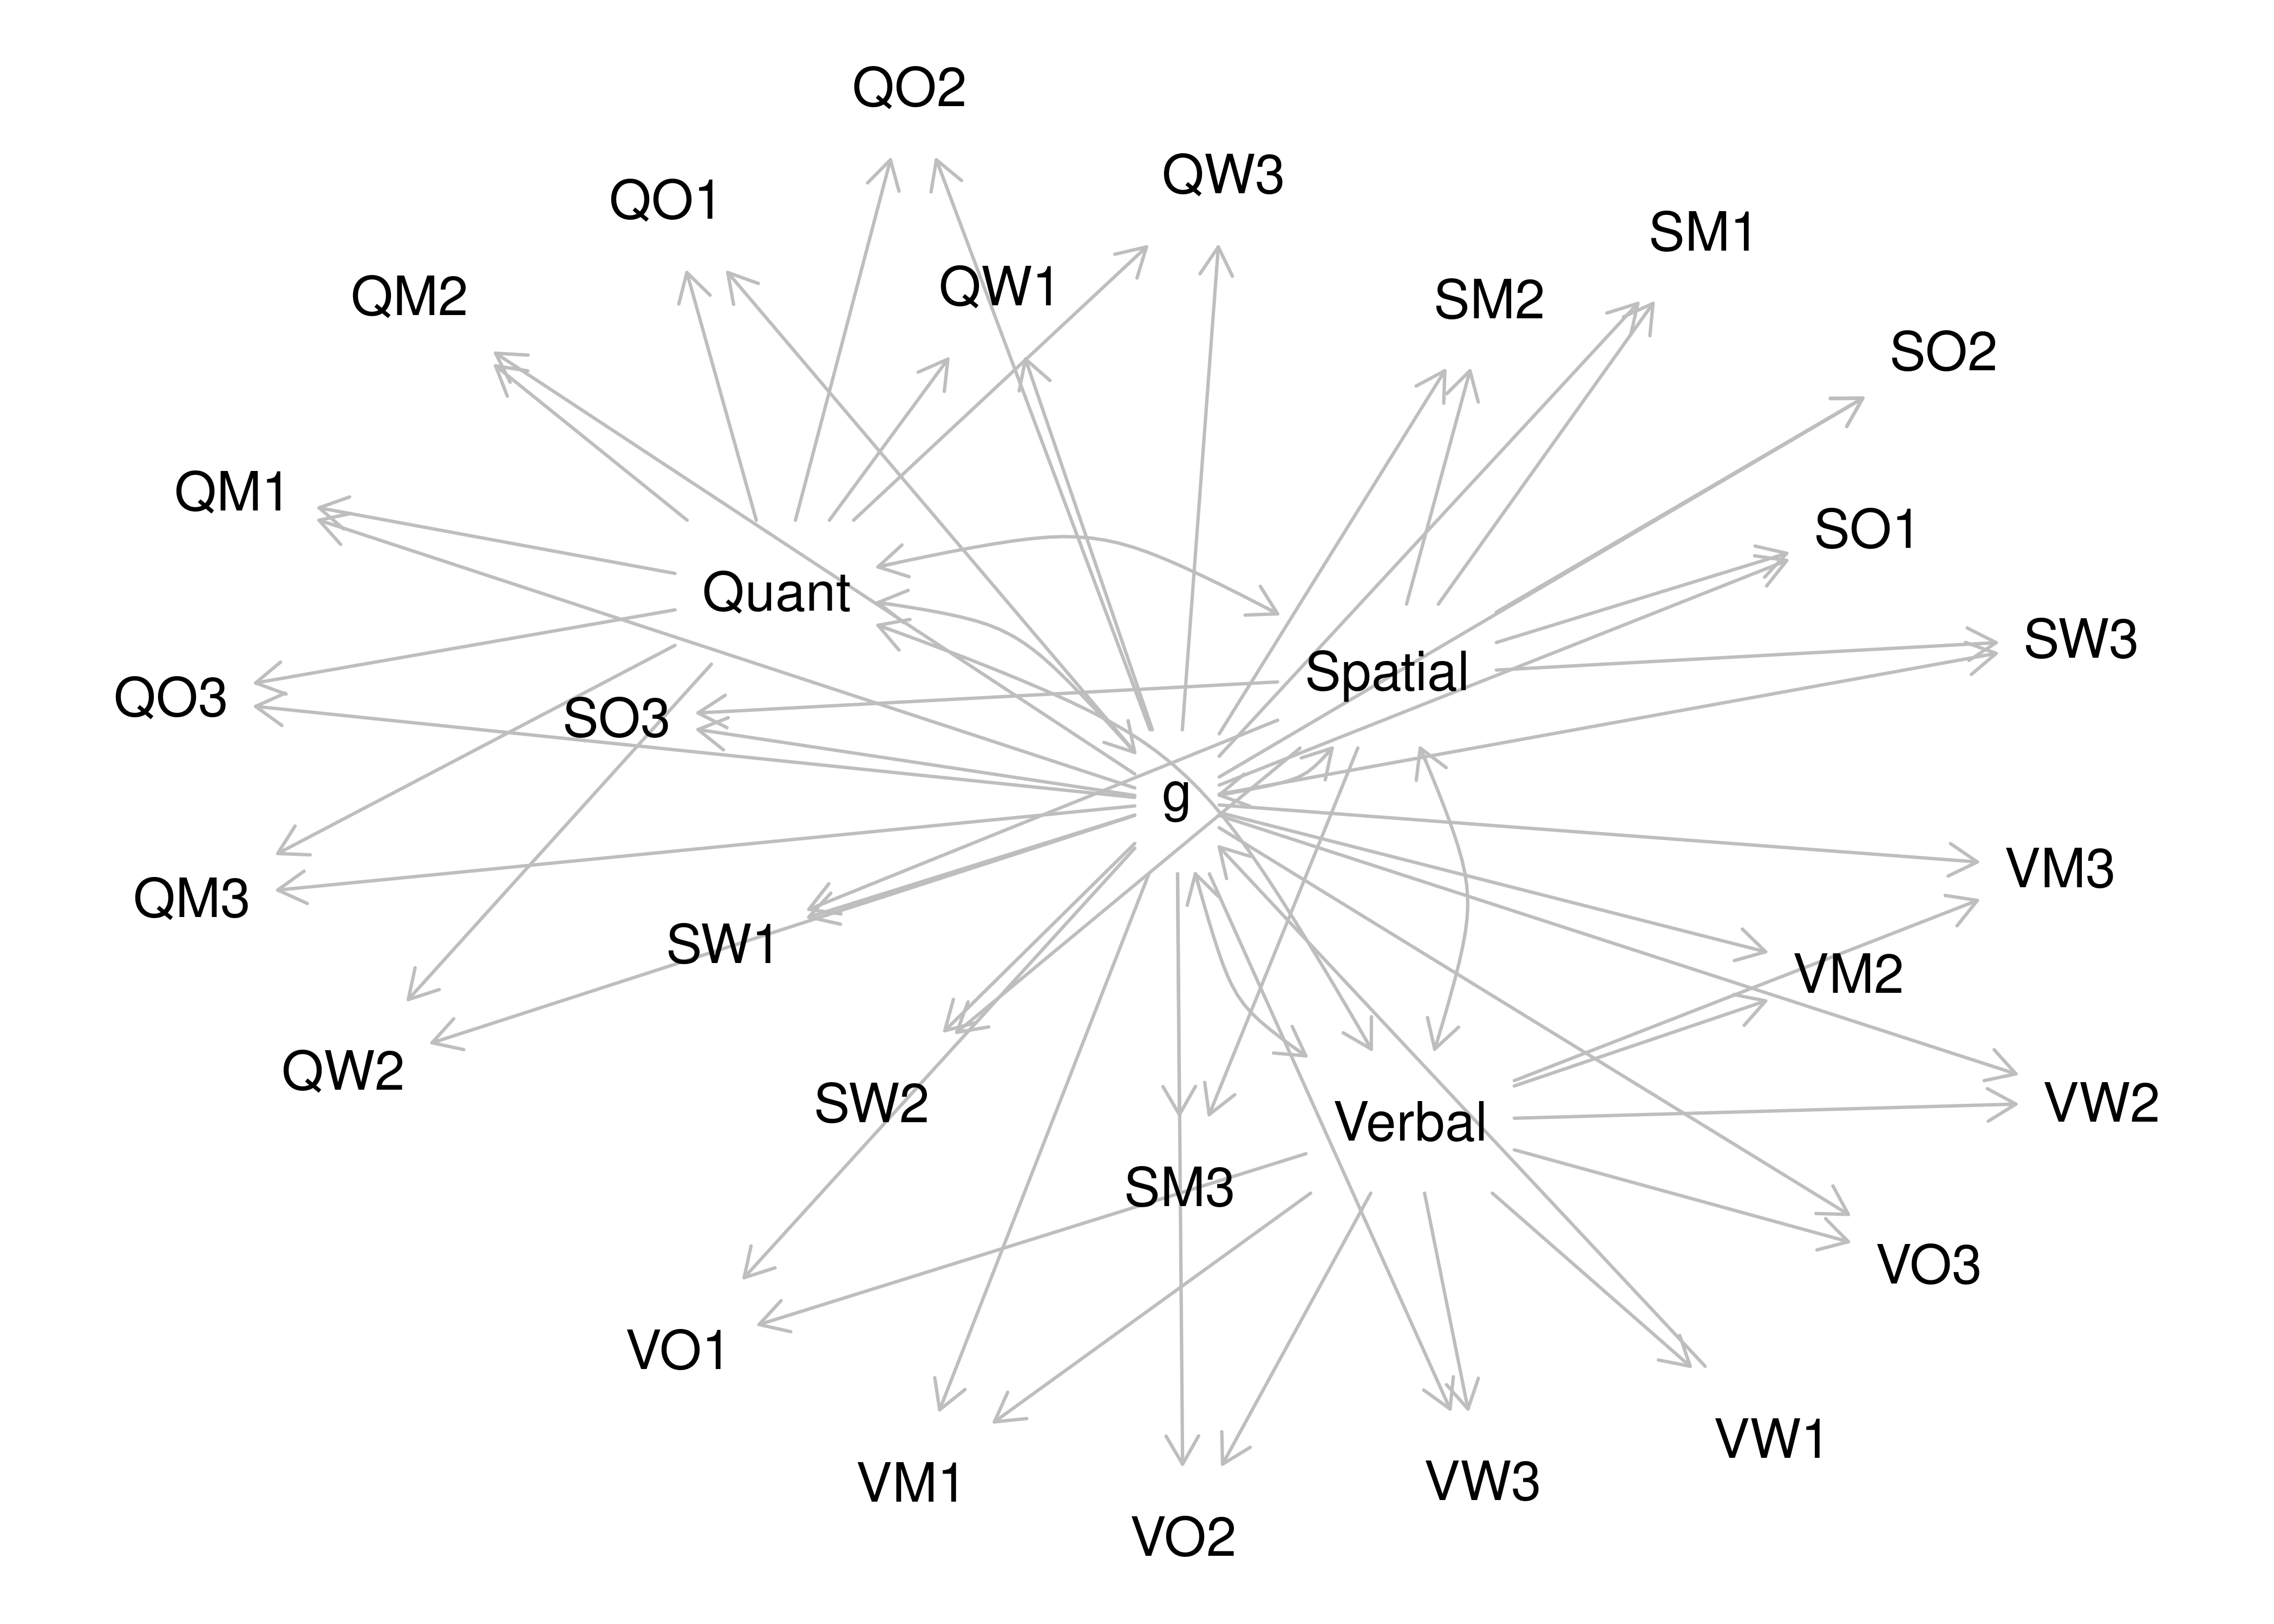 QO2
QW3
QO1
SM1
QW1
QM2
SM2
SO2
QM1
SO1
Quant
SW3
Spatial
QO3
SO3
g
VM3
QM3
SW1
VM2
QW2
SW2
VW2
Verbal
SM3
VO3
VO1
VW1
VM1
VW3
VO2